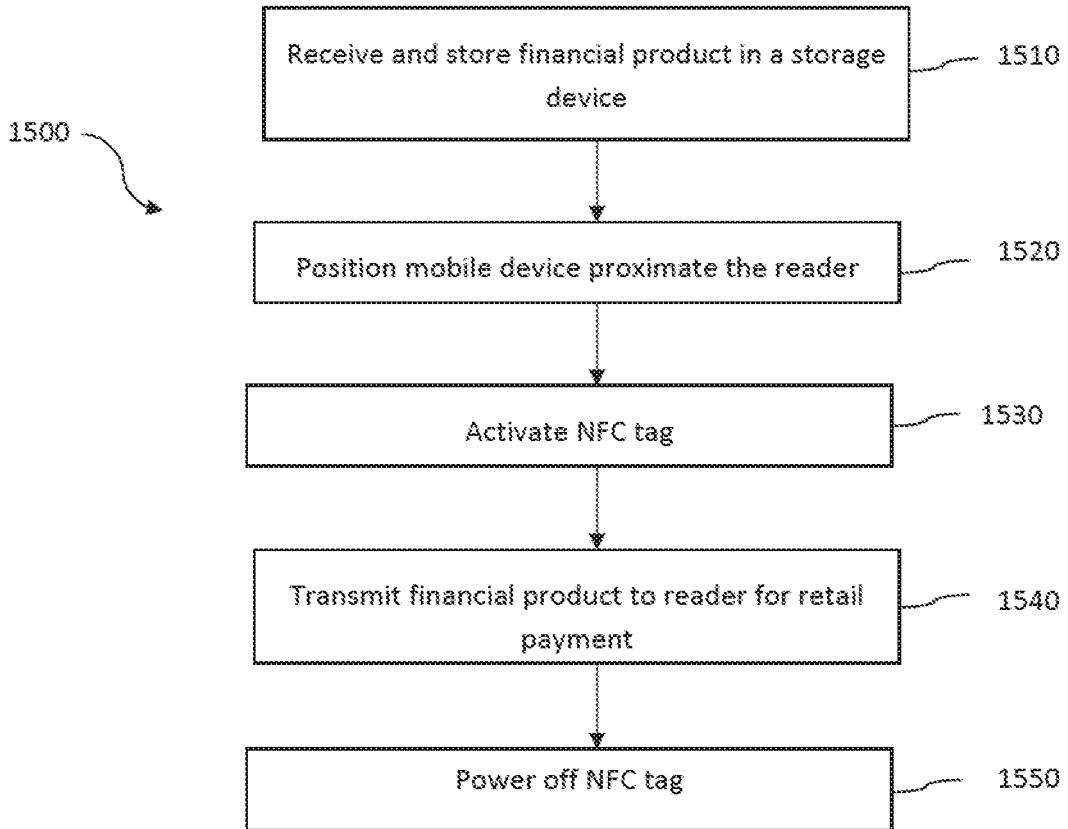 Receive and store financial product in a storage
device
1510
1500
Position mobile device proximate the reader
1520
Activate NFC tag
1530
Transmit financial product to reader for retail
payment
1540
Power off NFC tag
1550